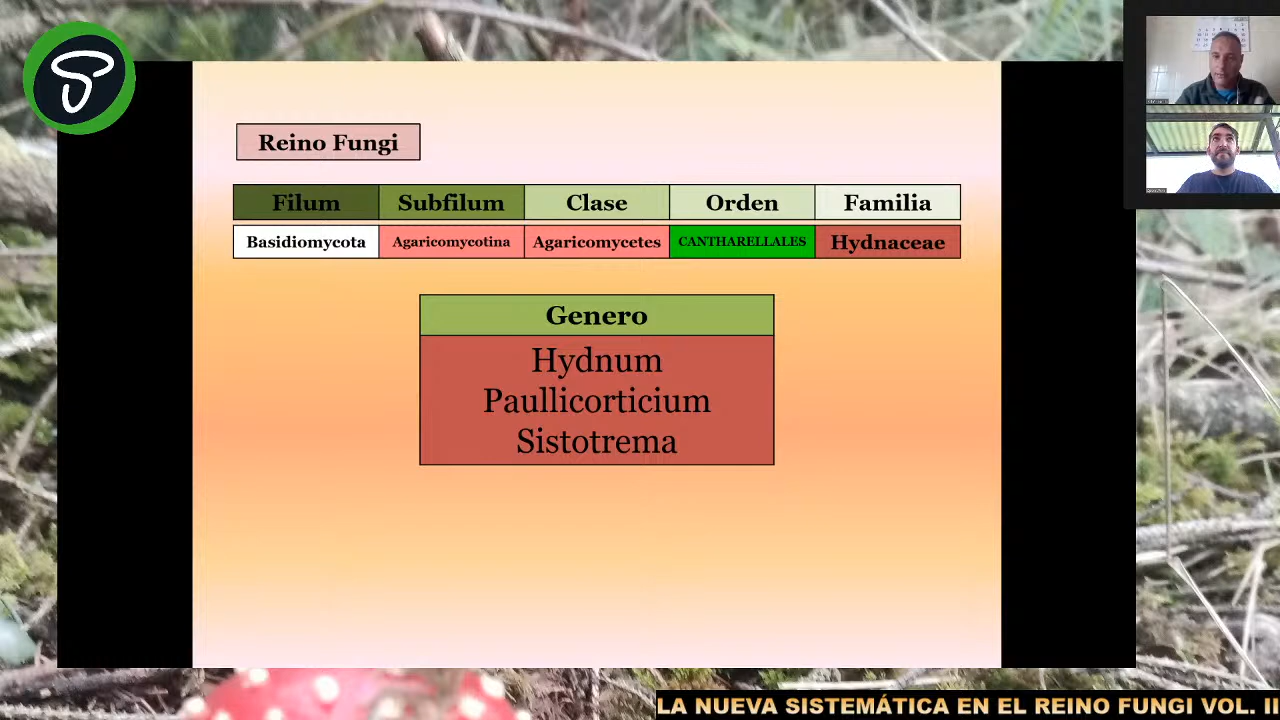 Reino Fungi
Filum Subfilum Clase Orden Familia
Basidiomycota Agaricomycotina Agaricomycetes CANTHARELLALES Hydnaceae
Genero
Hydnum
Paullicorticium
Sistotrema
LA NUEVA SISTEMÁTICA EN EL REINO FUNGI VOL. II